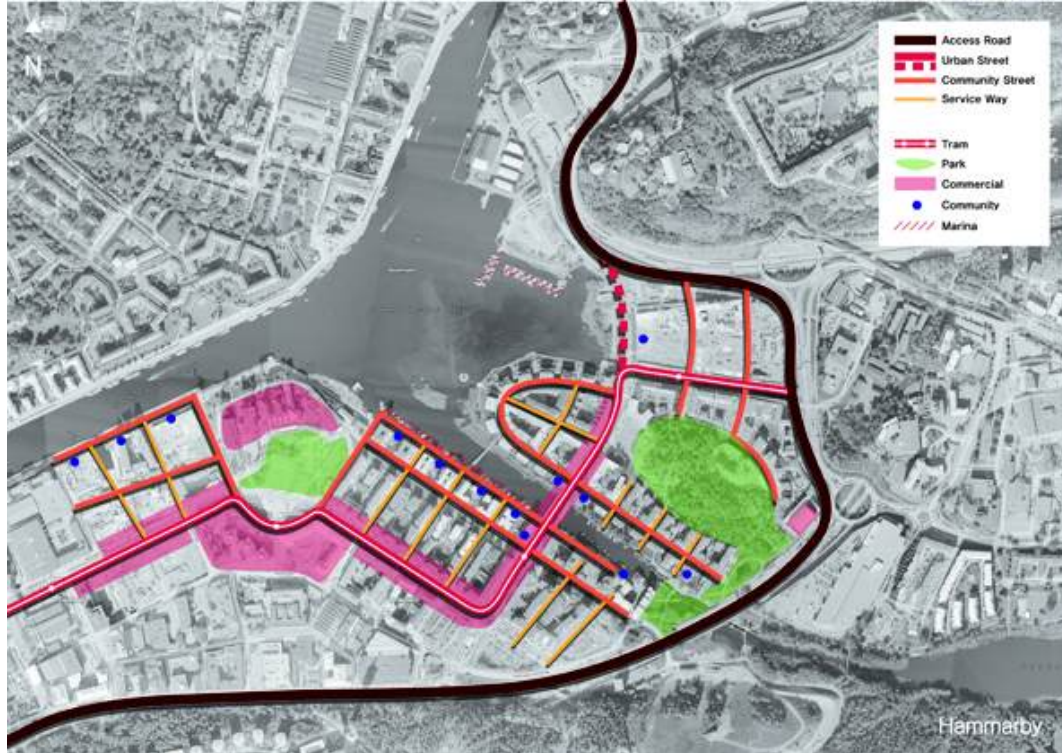 N
Access Road
Urban Street
Community Street
Service Way
Tram
Park
Commercial
Community
Marina
Hammarby